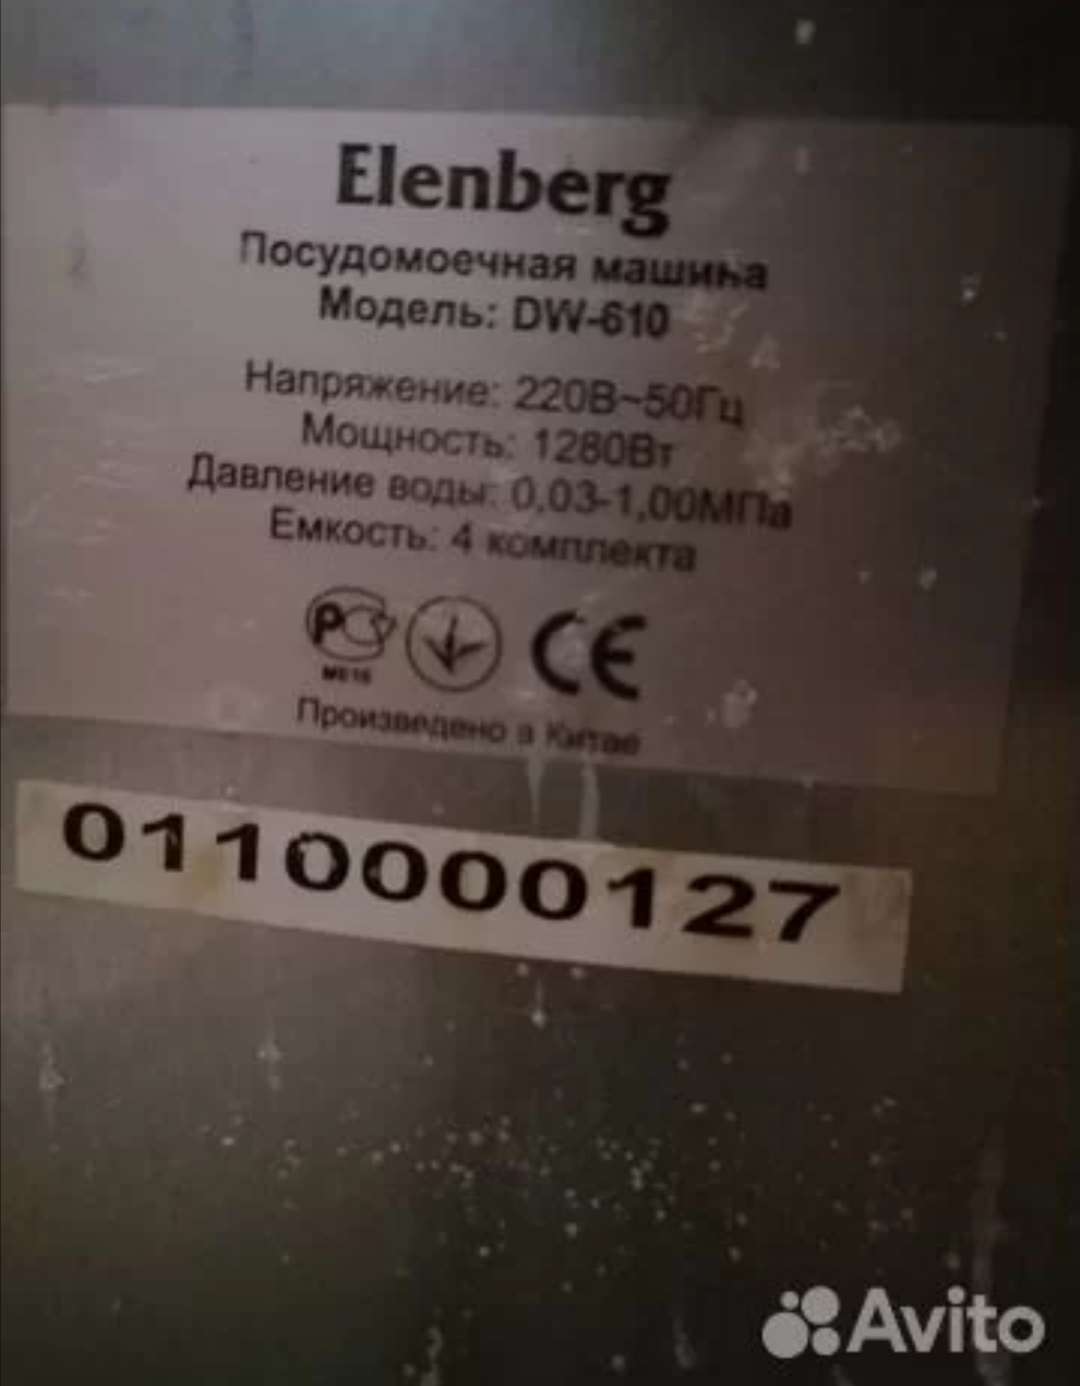 Elenberg
Посудомоечная машина
Модель: DW-610
Напряжение: 220В~50Гц
Мощность: 1280Вт
Давление воды: 0,03-1,00МПа
Емкость: 4 комплекта
РС CE
Произведено в Китае
0110000127
Avito